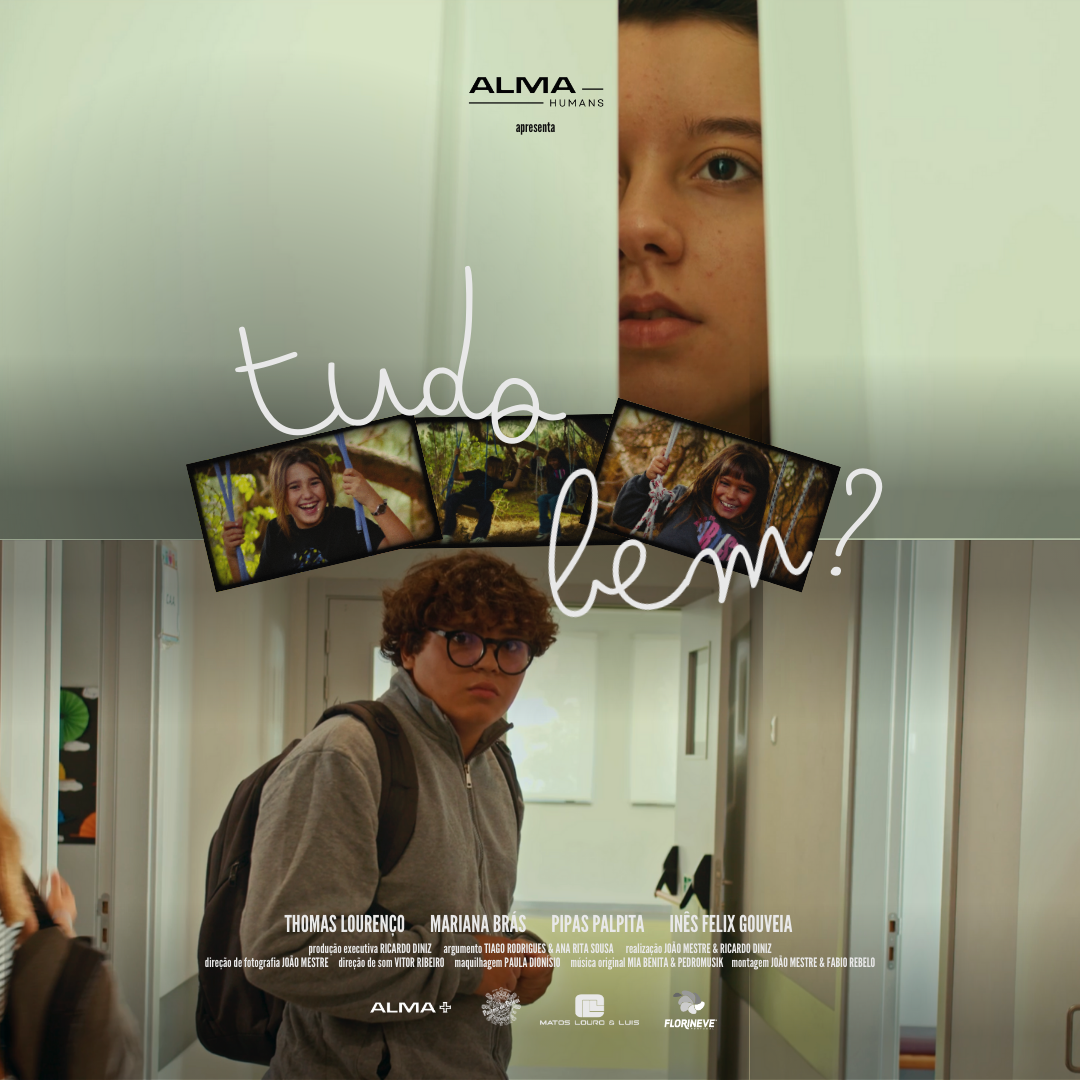 ALMA
HUMANS
apresenta
tudo
bem?
THOMAS LOURENÇO MARIANA BRÁS PIPAS PALPITA INÊS FELIX GOUVEIA
produção executiva RICARDO DINIZ argumento TIAGO RODRIGUES & ANA RITA SOUSA realização JOÃO MESTRE & RICARDO DINIZ
direção de fotografia JOÃO MESTRE direção de som VITOR RIBEIRO maquilhagem PAULA DIONÍSIO música original MIA BENITA & PEDROMUSIK montagem JOÃO MESTRE & FABIO REBELO
ALMA+ MATOS LOURO & LUIS FLORINEVE